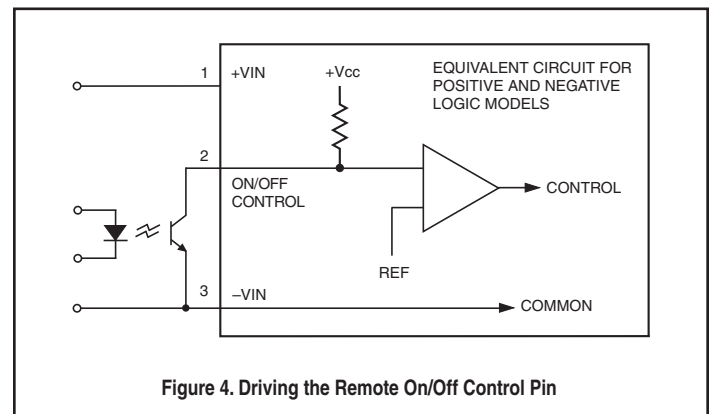 EQUIVALENT CIRCUIT FOR
POSITIVE AND NEGATIVE
LOGIC MODELS
1
+VIN
+Vcc
2
ON/OFF
CONTROL
CONTROL
REF
3
–VIN
COMMON
Figure 4. Driving the Remote On/Off Control Pin